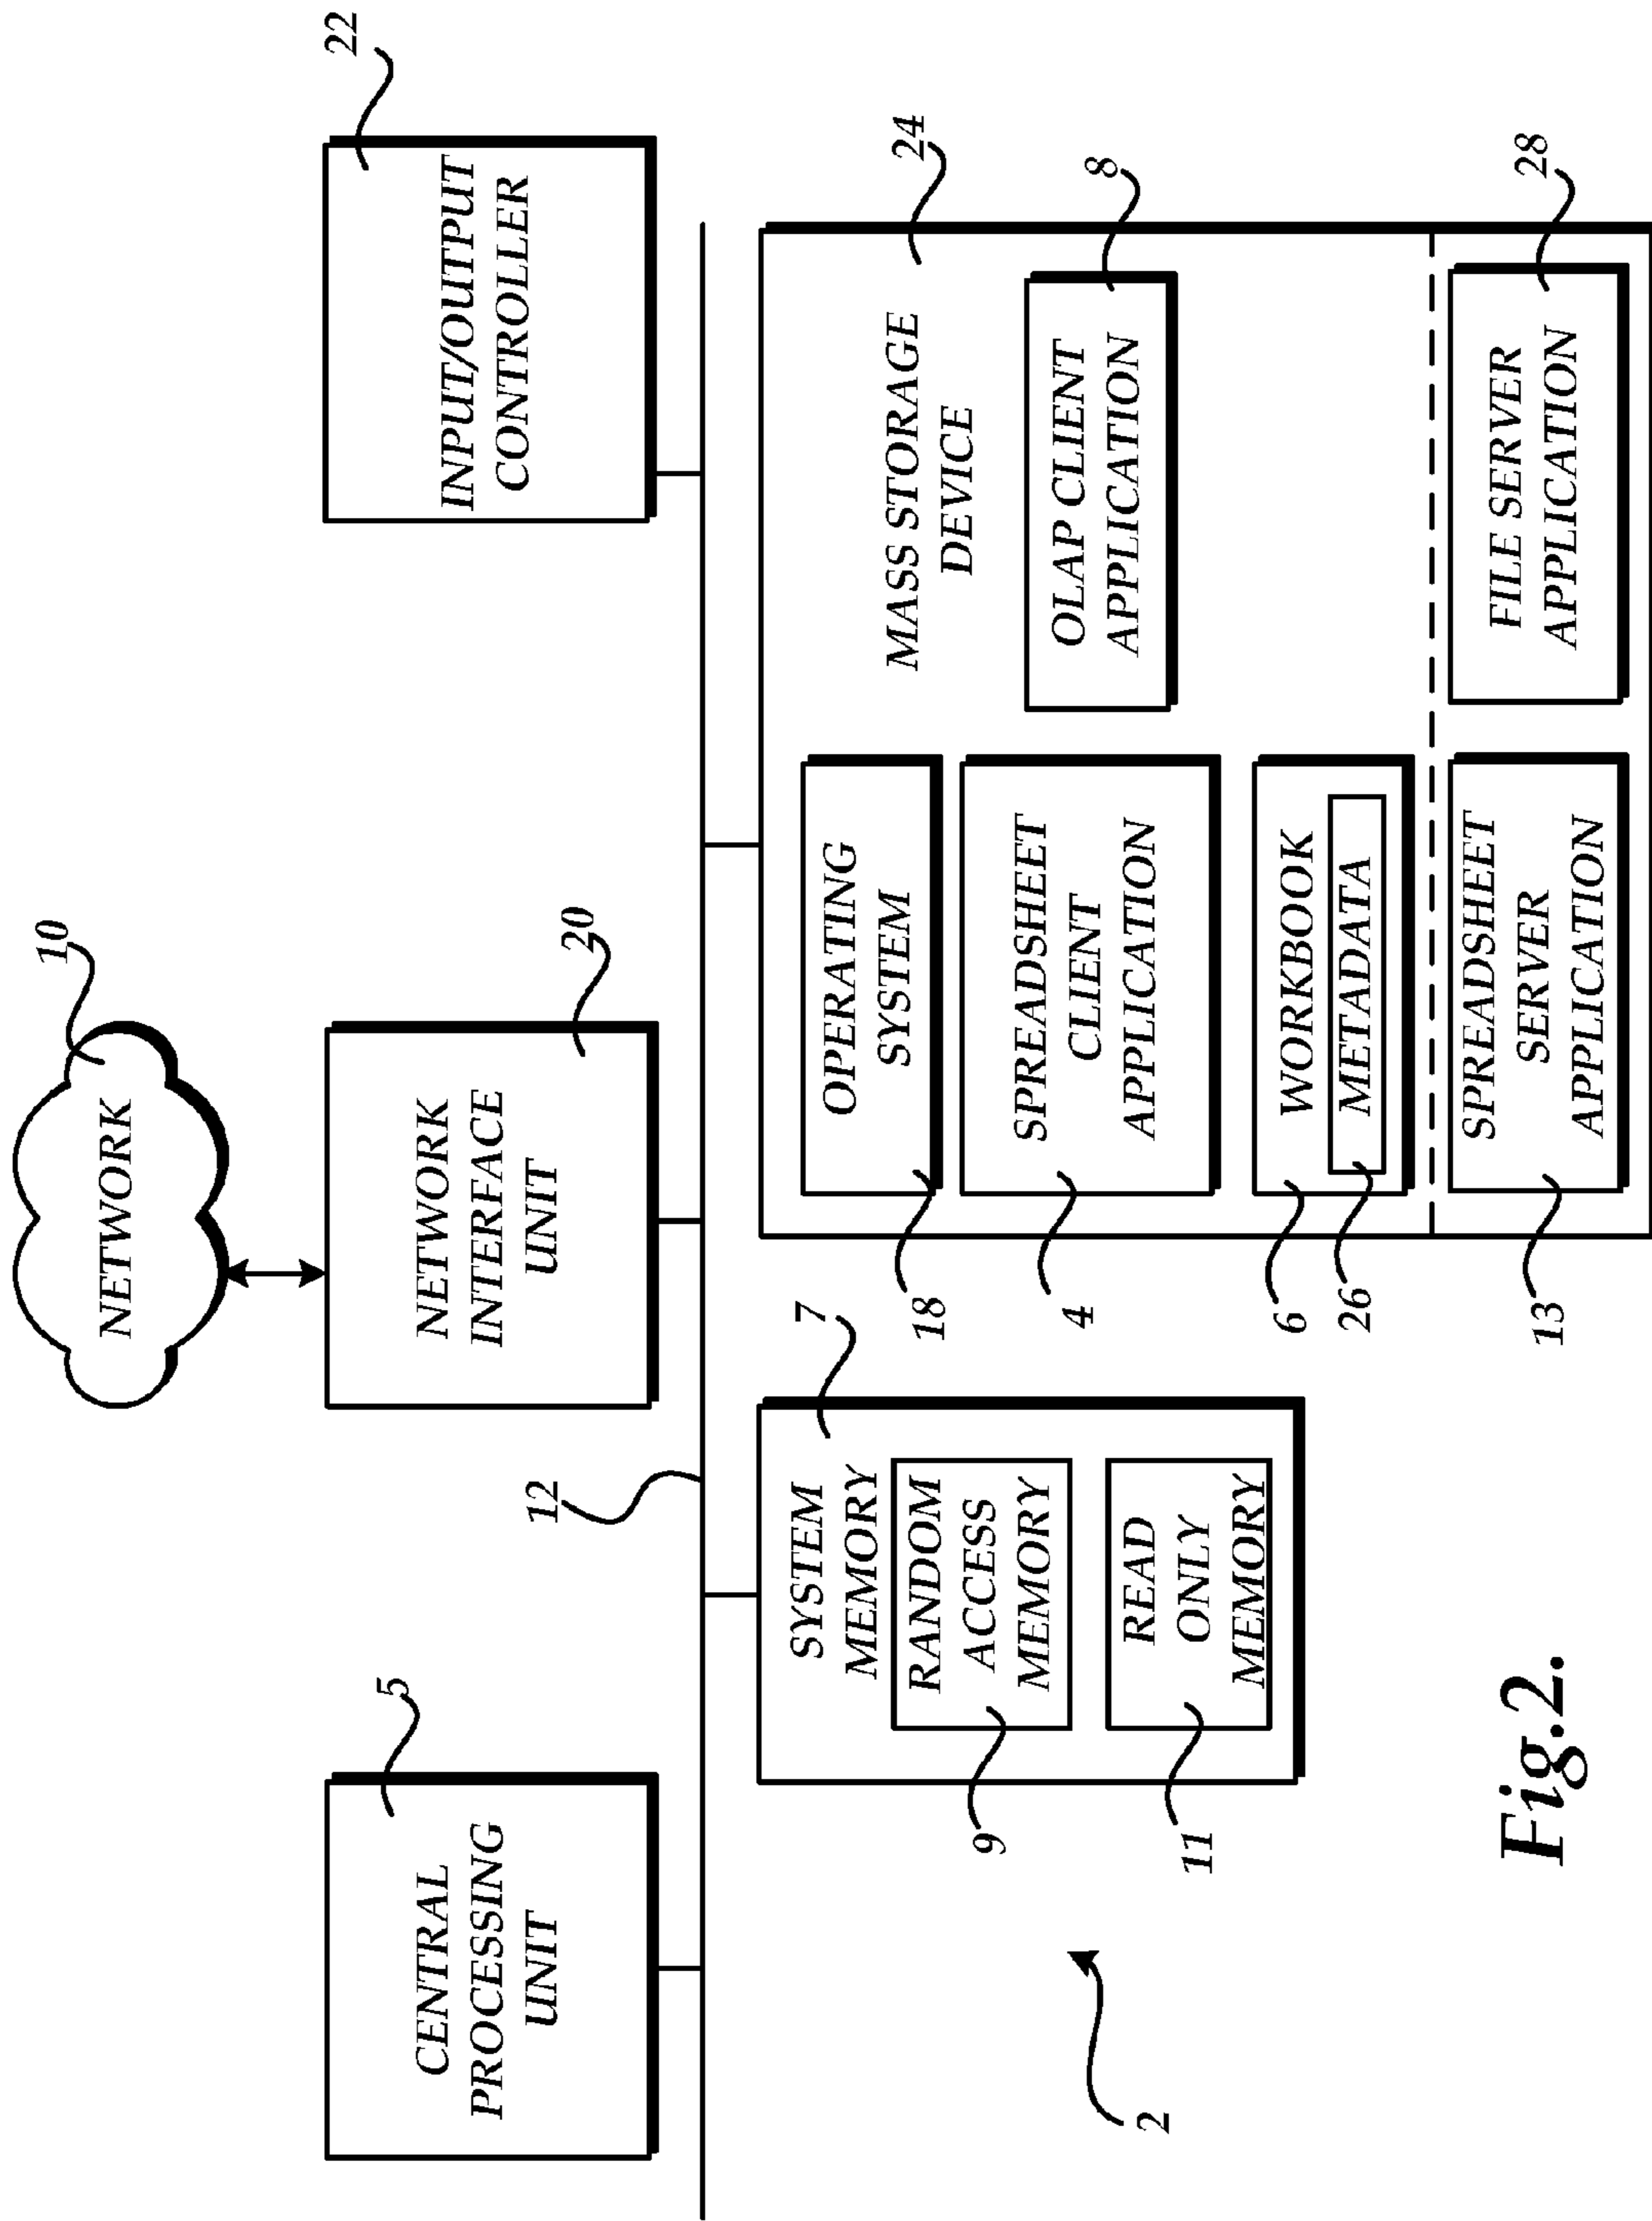 10
NETWORK
5
CENTRAL
PROCESSING
UNIT
20
NETWORK
INTERFACE
UNIT
22
INPUT/OUTPUT
CONTROLLER
12
7
SYSTEM
MEMORY
9
RANDOM
ACCESS
MEMORY
11
READ
ONLY
MEMORY
24
MASS STORAGE
DEVICE
18
OPERATING
SYSTEM
4
SPREADSHEET
CLIENT
APPLICATION
8
OLAP CLIENT
APPLICATION
6
WORKBOOK
26
METADATA
13
SPREADSHEET
SERVER
APPLICATION
28
FILE SERVER
APPLICATION
2
Fig.2.